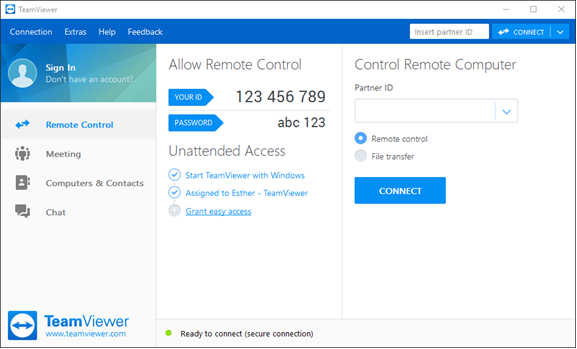 TeamViewer
Connection Extras Help Feedback
Insert partner ID
CONNECT
Sign In
Don't have an account?
Remote Control
Meeting
Computers & Contacts
Chat
TeamViewer
www.teamviewer.com
Allow Remote Control
YOUR ID 123 456 789
PASSWORD abc 123
Unattended Access
Start TeamViewer with Windows
Assigned to Esther - TeamViewer
Grant easy access
Control Remote Computer
Partner ID
Remote control
File transfer
CONNECT
Ready to connect (secure connection)